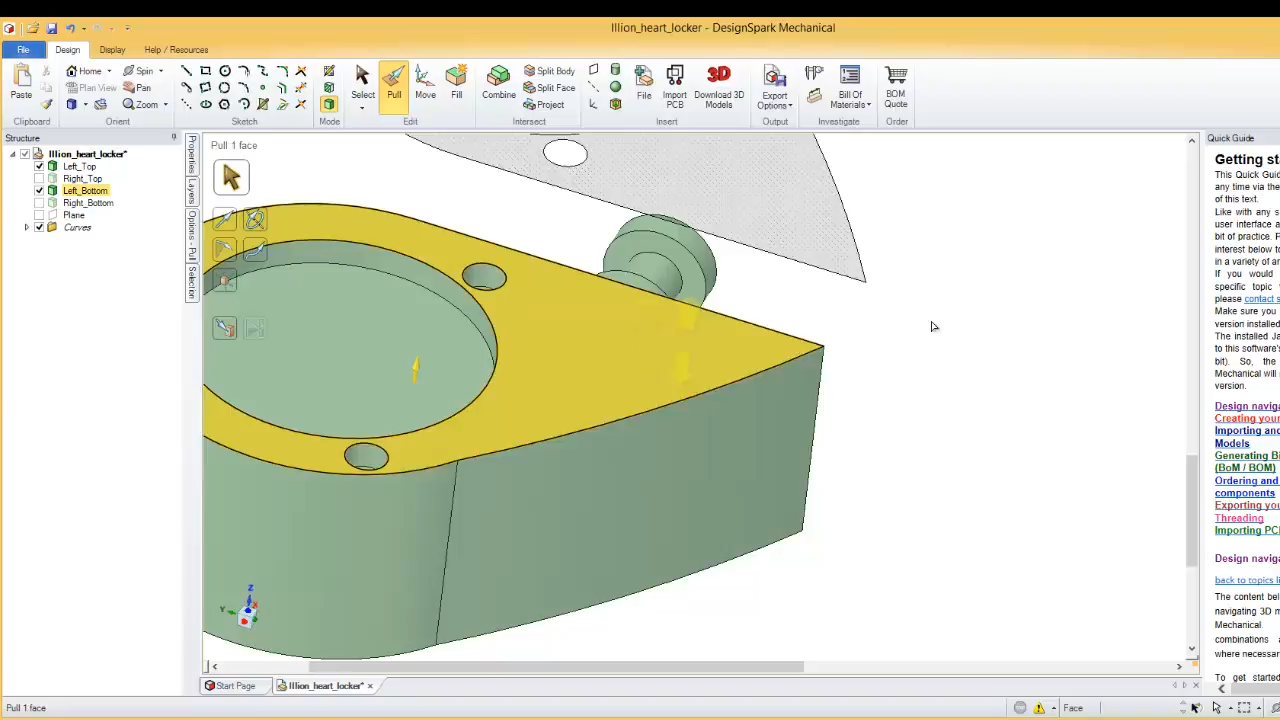 Illion_heart_locker - DesignSpark Mechanical
File Design Display Help / Resources
Home Spin
Plan View Pan
Zoom
Paste
Select Pull Move Fill
Combine
Split Body
Split Face
Project
File
Import PCB
Download 3D Models
Export Options
Bill Of Materials
BOM Quote
Clipboard Orient Sketch Mode Edit Intersect Insert Output Investigate Order
Structure
Illion_heart_locker*
Left_Top
Right_Top
Left_Bottom
Right_Bottom
Plane
Curves
Properties
Layers
Options - Pull
Selection
Pull 1 face
Z
Y
X
Quick Guide
Getting sta
This Quick Guid
any time via the
of this text.
Like with any s
user interface a
bit of practice. F
interest below to
in a variety of ar
If you would
specific topic
please contact s
Make sure you
version installed
The installed Ja
to this software's
bit). So, the
Mechanical will
version.
Design naviga
Creating your
Importing and
Models
Generating Bi
(BoM / BOM)
Ordering and
components
Exporting you
Threading
Importing PCB
Design naviga
back to topics li
The content bel
navigating 3D m
Mechanical.
combinations a
where necessar
To get started
Start Page
Illion_heart_locker*
Pull 1 face
Face